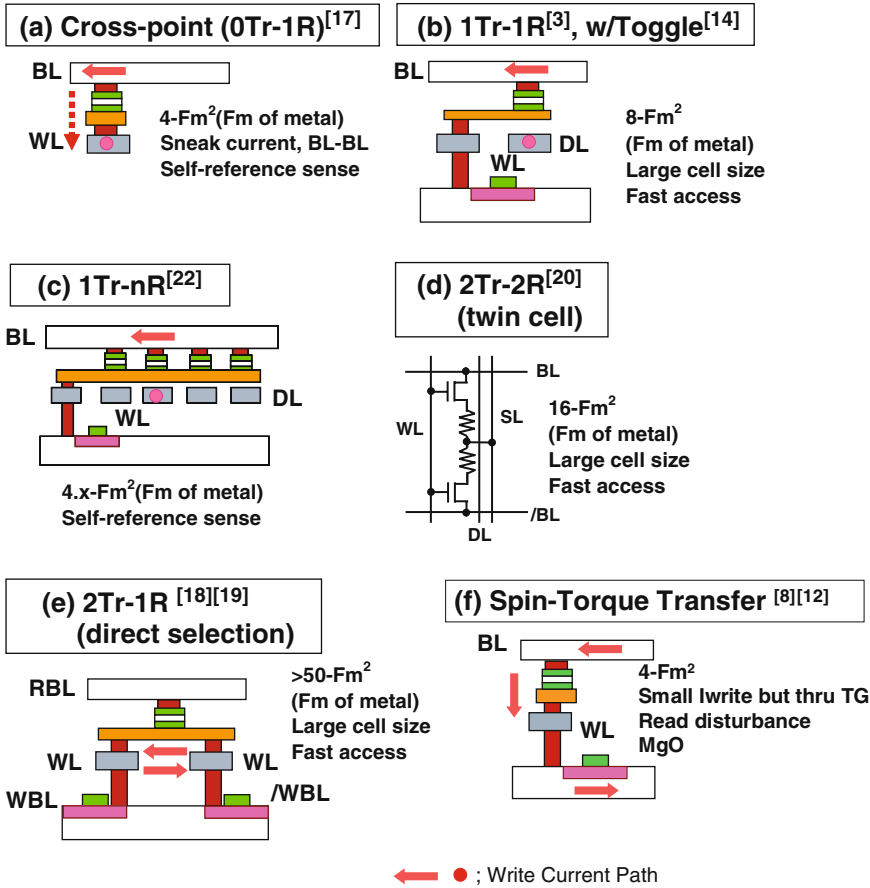 (a) Cross-point (0Tr-1R)[17]
BL
WL
4-Fm2(Fm of metal)
Sneak current, BL-BL
Self-reference sense
(b) 1Tr-1R[3], w/Toggle[14]
BL
DL
WL
8-Fm2
(Fm of metal)
Large cell size
Fast access
(c) 1Tr-nR[22]
BL
DL
WL
4.x-Fm2(Fm of metal)
Self-reference sense
(d) 2Tr-2R[20]
(twin cell)
BL
WL
SL
/BL
DL
16-Fm2
(Fm of metal)
Large cell size
Fast access
(e) 2Tr-1R [18][19]
(direct selection)
RBL
WL
WL
WBL
/WBL
>50-Fm2
(Fm of metal)
Large cell size
Fast access
(f) Spin-Torque Transfer [8][12]
BL
WL
4-Fm2
Small Iwrite but thru TG
Read disturbance
MgO
; Write Current Path